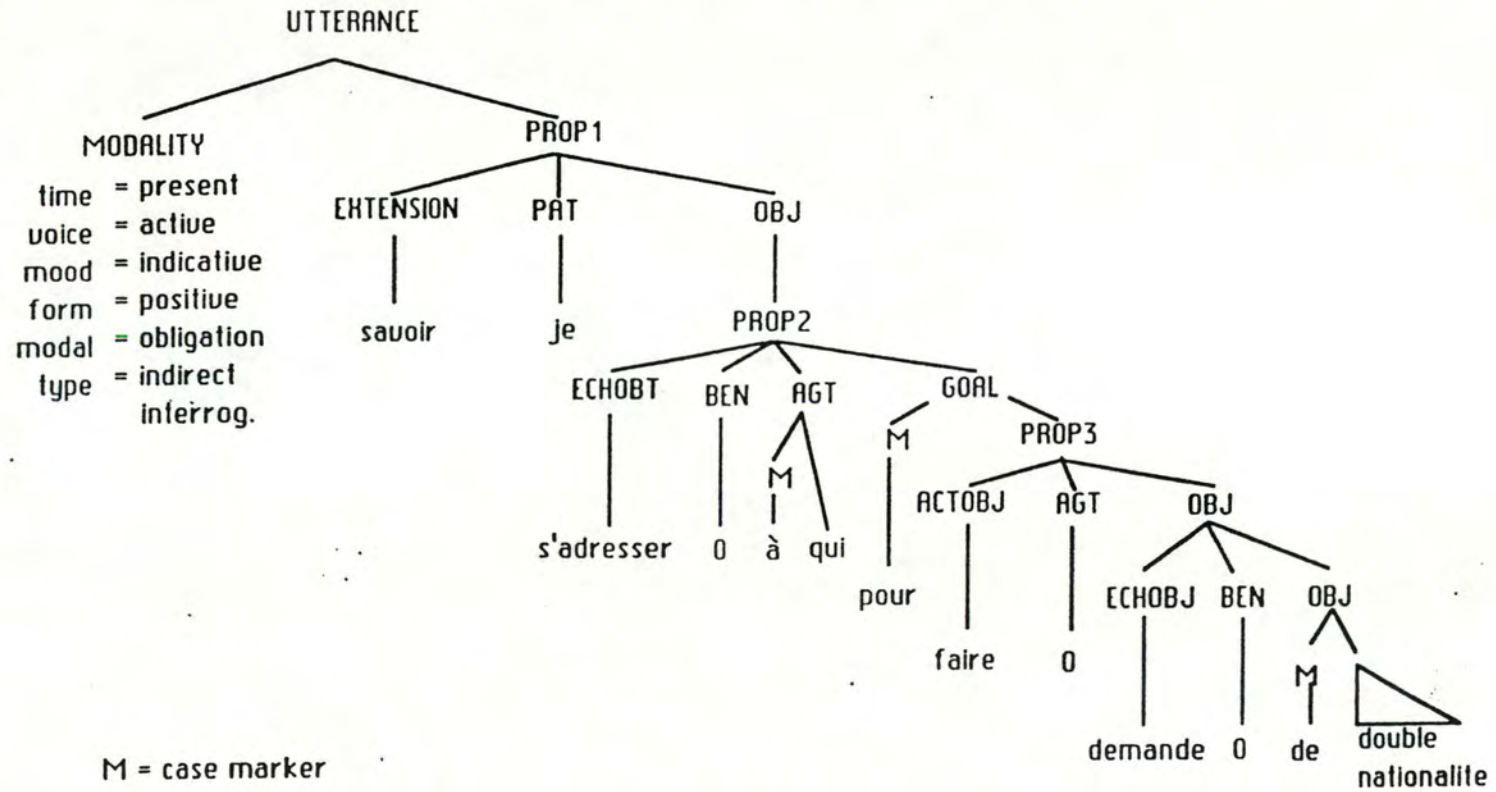 UTTERANCE
MODALITY
time = present
voice = active
mood = indicative
form = positive
modal = obligation
type = indirect
interrog.
PROP1
EXTENSION PAT OBJ
savoir je PROP2
ECHOBT BEN AGT GOAL
M PROP3
M
s'adresser 0 à qui
ACTOBJ AGT OBJ
pour
ECHOBJ BEN OBJ
faire 0
M
demande 0 de double
nationalite
M = case marker